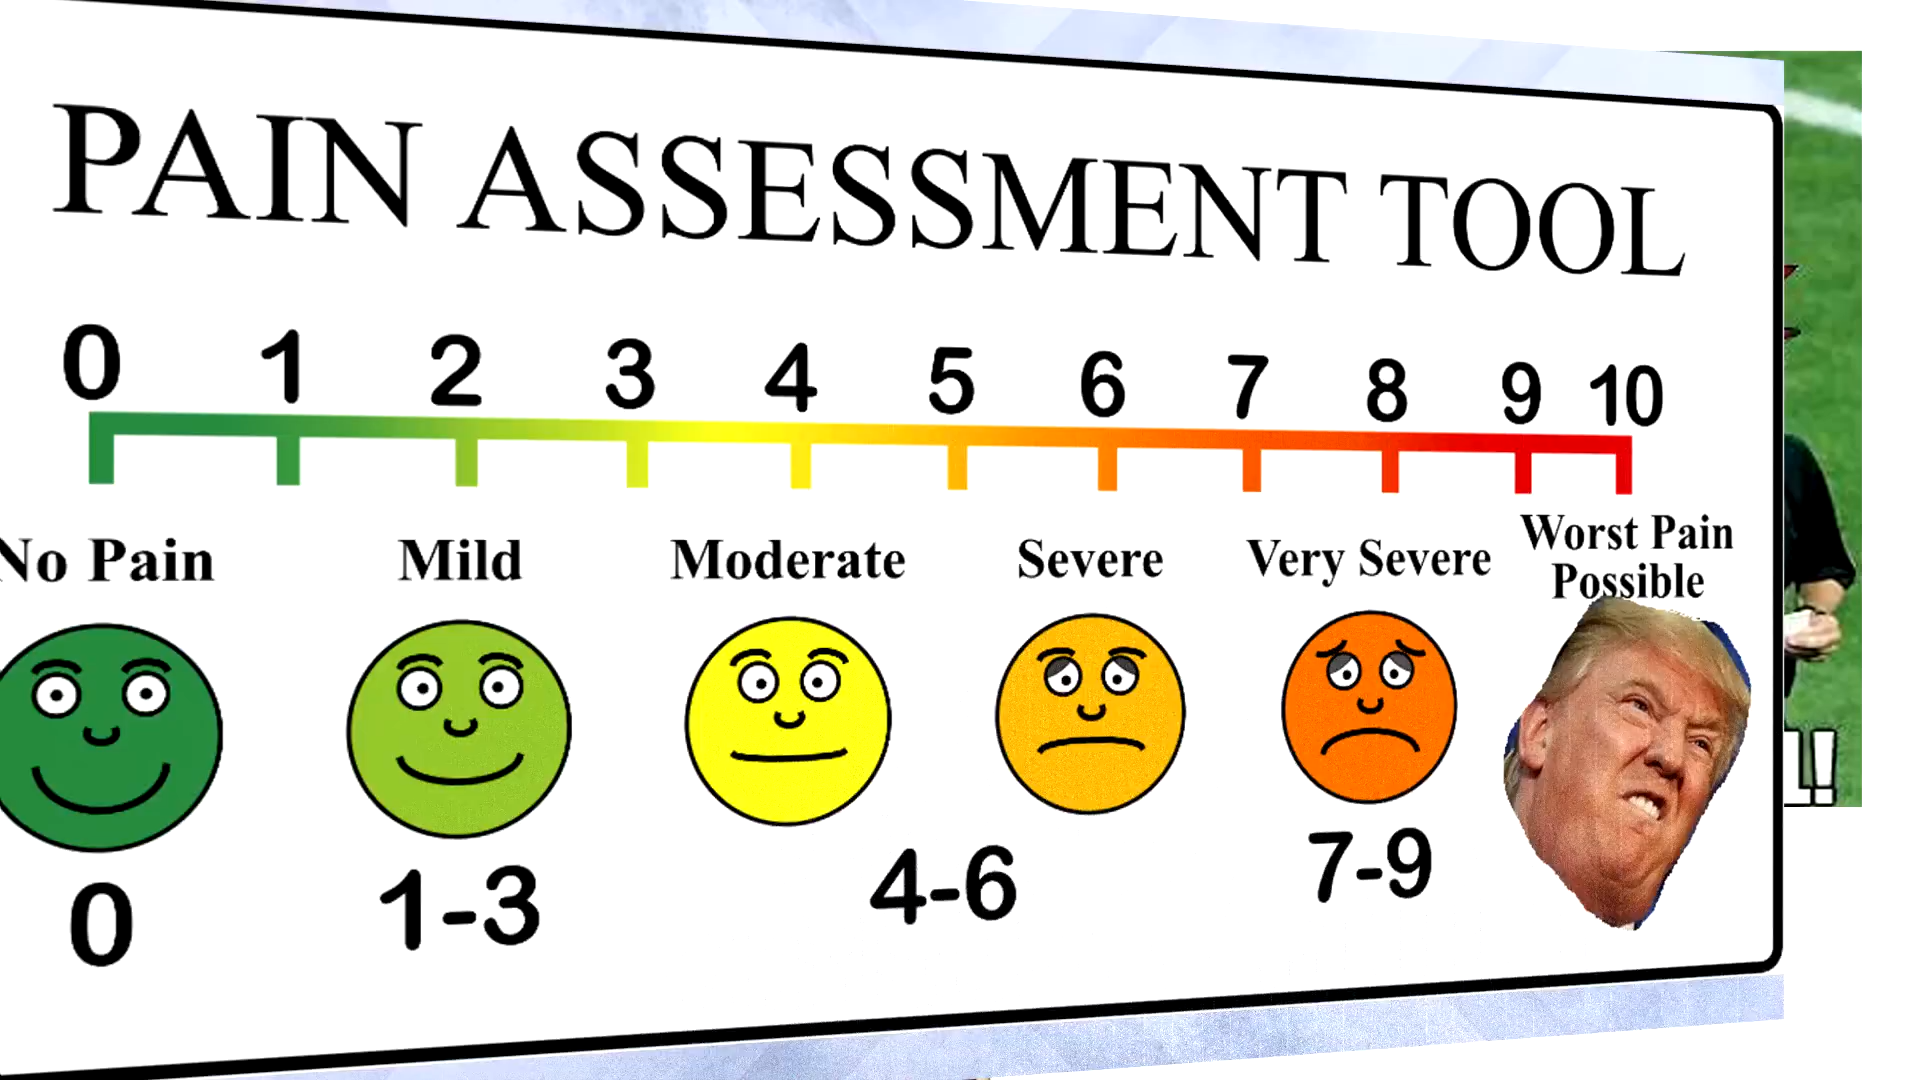 PAIN ASSESSMENT TOOL
0 1 2 3 4 5 6 7 8 9 10
No Pain Mild Moderate Severe Very Severe Worst Pain Possible
0 1-3 4-6 7-9
L!